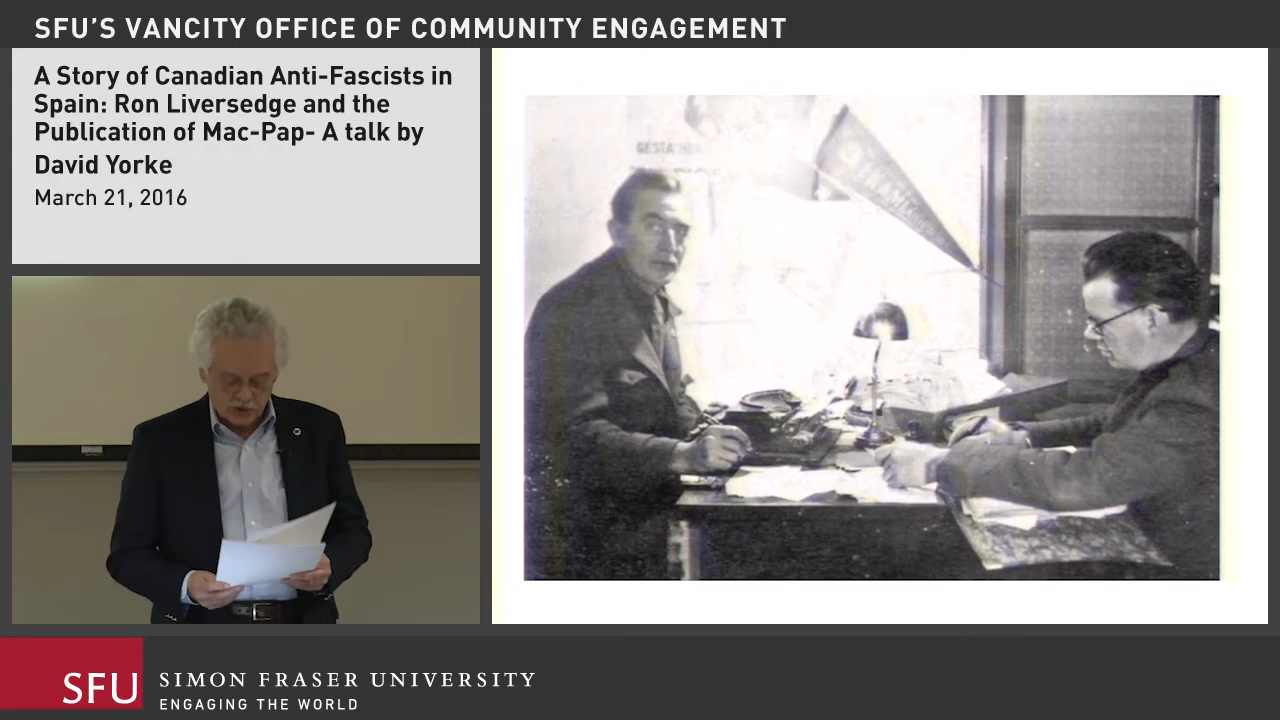 SFU'S VANCITY OFFICE OF COMMUNITY ENGAGEMENT
A Story of Canadian Anti-Fascists in
Spain: Ron Liversedge and the
Publication of Mac-Pap- A talk by
David Yorke
March 21, 2016
SFU
SIMON FRASER UNIVERSITY
ENGAGING THE WORLD